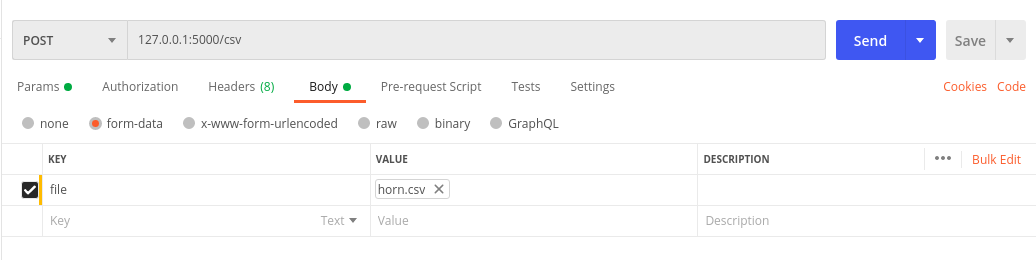 POST 127.0.0.1:5000/csv Send Save
Params Authorization Headers (8) Body Pre-request Script Tests Settings Cookies Code
none form-data x-www-form-urlencoded raw binary GraphQL
KEY VALUE DESCRIPTION ••• Bulk Edit
file horn.csv
Key Text Value Description